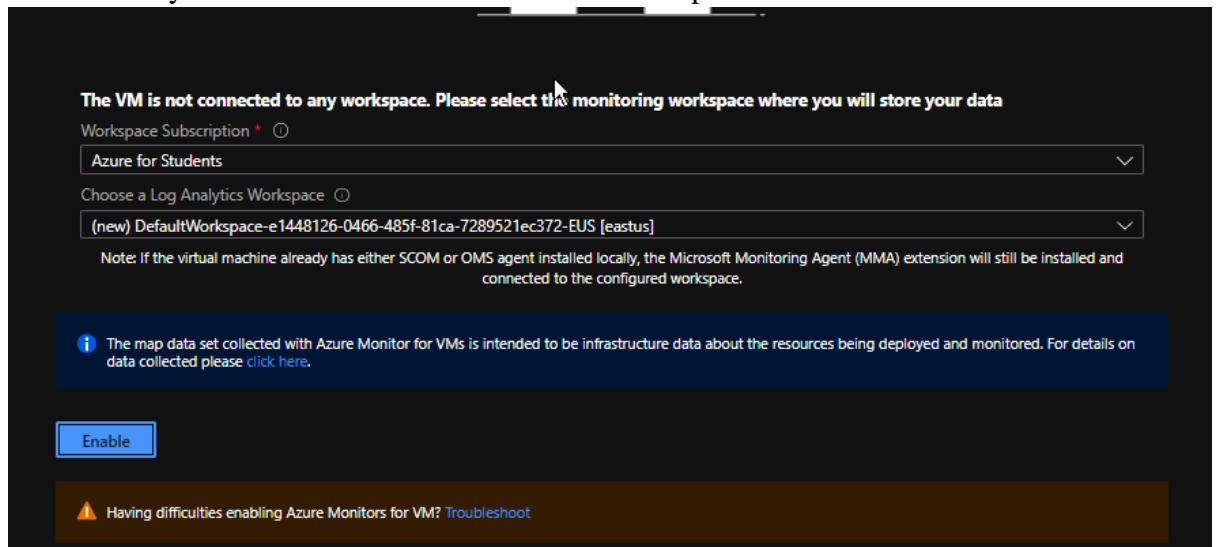 The VM is not connected to any workspace. Please select the monitoring workspace where you will store your data
Workspace Subscription *
Azure for Students
Choose a Log Analytics Workspace
(new) DefaultWorkspace-e1448126-0466-485f-81ca-7289521ec372-EUS [eastus]
Note: If the virtual machine already has either SCOM or OMS agent installed locally, the Microsoft Monitoring Agent (MMA) extension will still be installed and
connected to the configured workspace.
The map data set collected with Azure Monitor for VMs is intended to be infrastructure data about the resources being deployed and monitored. For details on
data collected please click here.
Enable
Having difficulties enabling Azure Monitors for VM? Troubleshoot